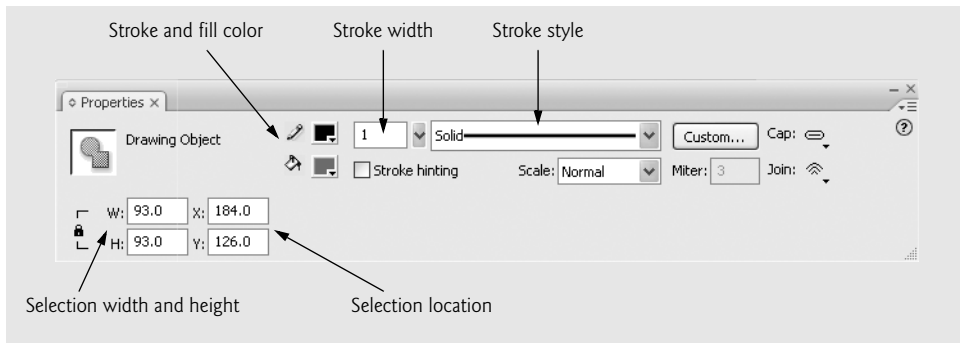 Stroke and fill color Stroke width Stroke style
Properties
Drawing Object 1 Solid Custom... Cap:
Stroke hinting Scale: Normal Miter: 3 Join:
W: 93.0 X: 184.0
H: 93.0 Y: 126.0
Selection width and height Selection location